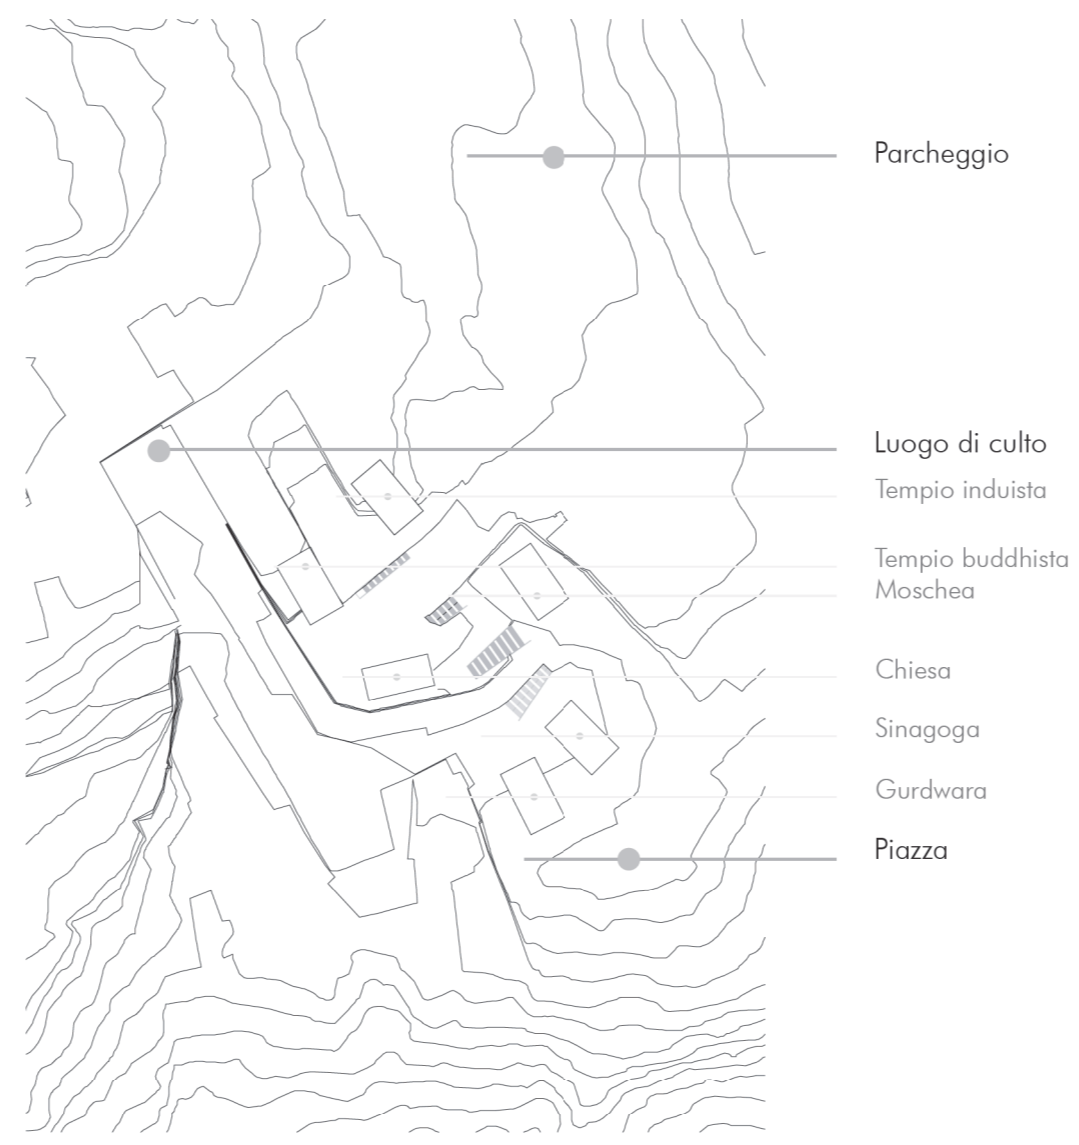 Parcheggio
Luogo di culto
Tempio induista
Tempio buddhista
Moschea
Chiesa
Sinagoga
Gurdwara
Piazza